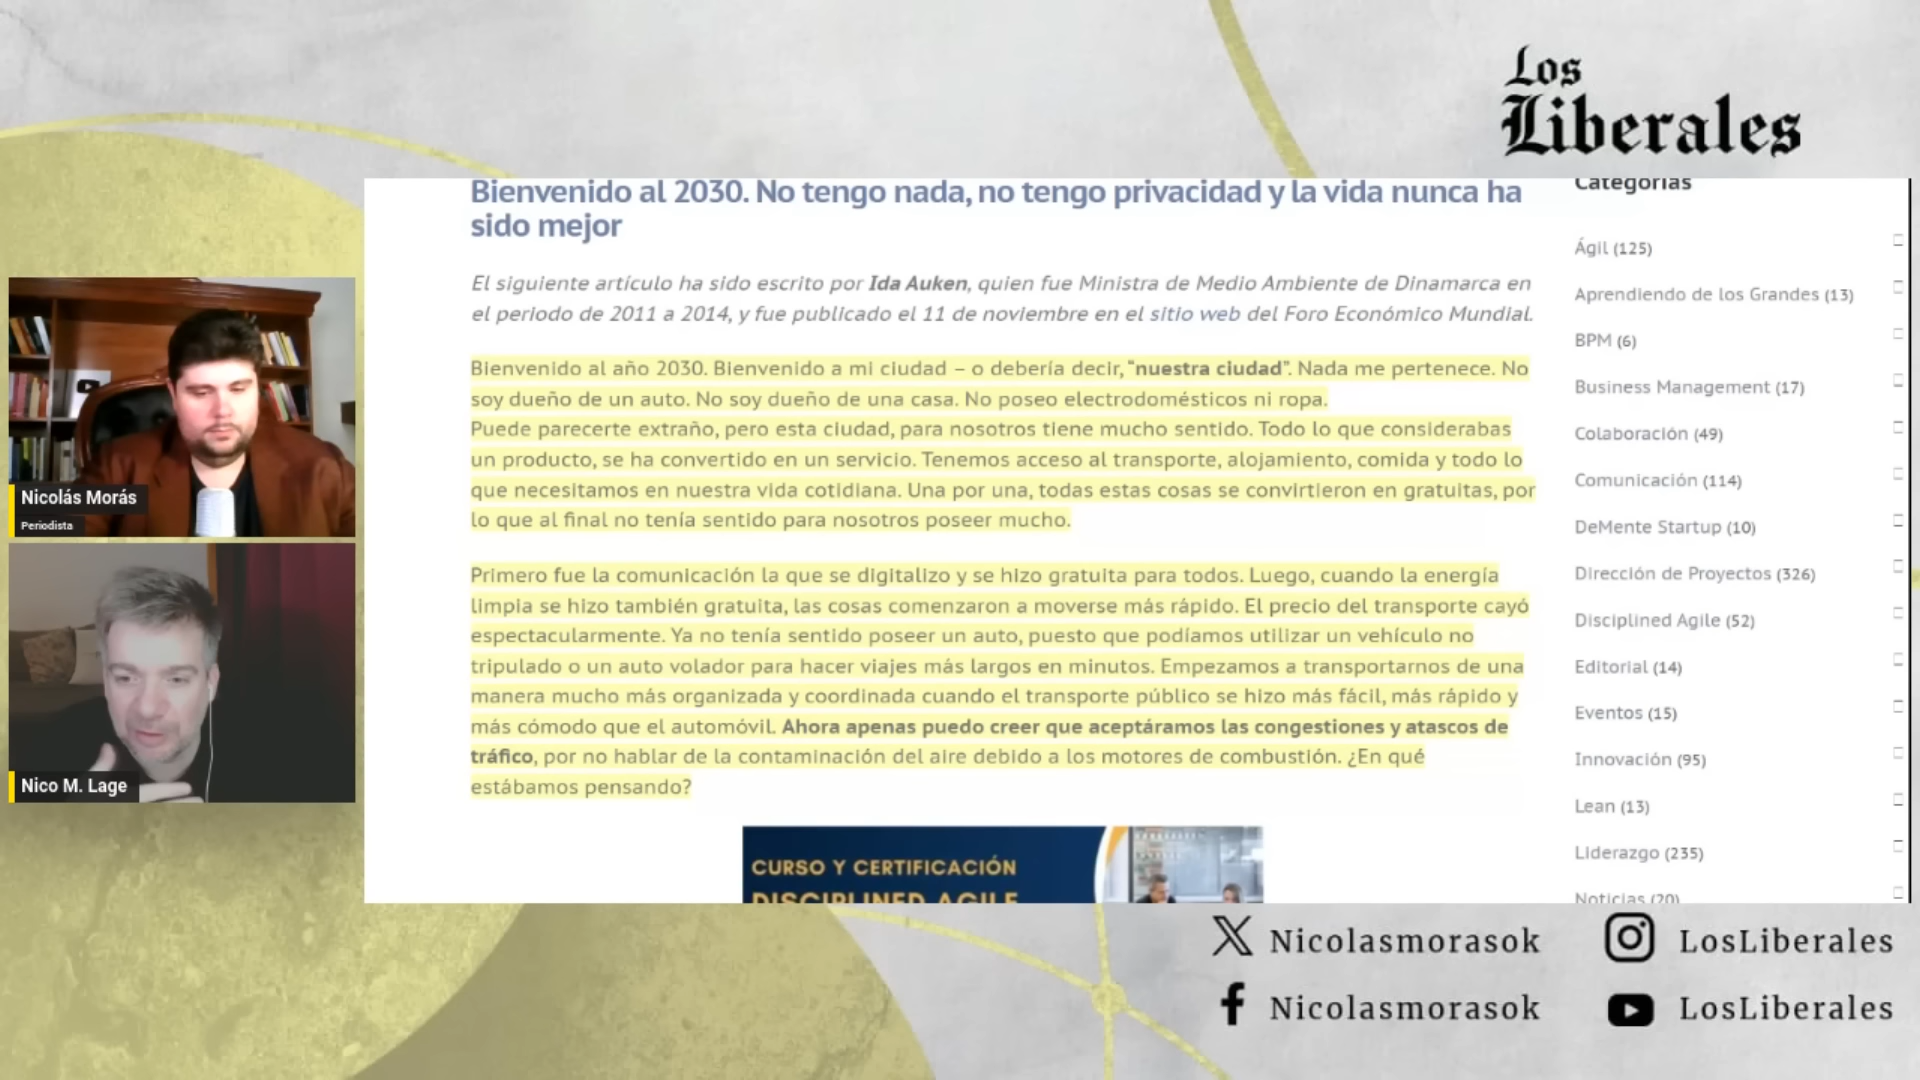 Los
Liberales
Bienvenido al 2030. No tengo nada, no tengo privacidad y la vida nunca ha
sido mejor
El siguiente artículo ha sido escrito por Ida Auken, quien fue Ministra de Medio Ambiente de Dinamarca en
el periodo de 2011 a 2014, y fue publicado el 11 de noviembre en el sitio web del Foro Económico Mundial.
Bienvenido al año 2030. Bienvenido a mi ciudad – o debería decir, “nuestra ciudad”. Nada me pertenece. No
soy dueño de un auto. No soy dueño de una casa. No poseo electrodomésticos ni ropa.
Puede parecerte extraño, pero esta ciudad, para nosotros tiene mucho sentido. Todo lo que considerabas
un producto, se ha convertido en un servicio. Tenemos acceso al transporte, alojamiento, comida y todo lo
que necesitamos en nuestra vida cotidiana. Una por una, todas estas cosas se convirtieron en gratuitas, por
lo que al final no tenía sentido para nosotros poseer mucho.
Primero fue la comunicación la que se digitalizo y se hizo gratuita para todos. Luego, cuando la energía
limpia se hizo también gratuita, las cosas comenzaron a moverse más rápido. El precio del transporte cayó
espectacularmente. Ya no tenía sentido poseer un auto, puesto que podíamos utilizar un vehículo no
tripulado o un auto volador para hacer viajes más largos en minutos. Empezamos a transportarnos de una
manera mucho más organizada y coordinada cuando el transporte público se hizo más fácil, más rápido y
más cómodo que el automóvil. Ahora apenas puedo creer que aceptáramos las congestiones y atascos de
tráfico, por no hablar de la contaminación del aire debido a los motores de combustión. ¿En qué
estábamos pensando?
CURSO Y CERTIFICACIÓN
DISCIPLINED AGILE
Categorías
Ágil (125)
Aprendiendo de los Grandes (13)
BPM (6)
Business Management (17)
Colaboración (49)
Comunicación (114)
DeMente Startup (10)
Dirección de Proyectos (326)
Disciplined Agile (52)
Editorial (14)
Eventos (15)
Innovación (95)
Lean (13)
Liderazgo (235)
Noticias (20)
Nicolás Morás
Periodista
Nico M. Lage
Nicolasmorasok
LosLiberales
Nicolasmorasok
LosLiberales